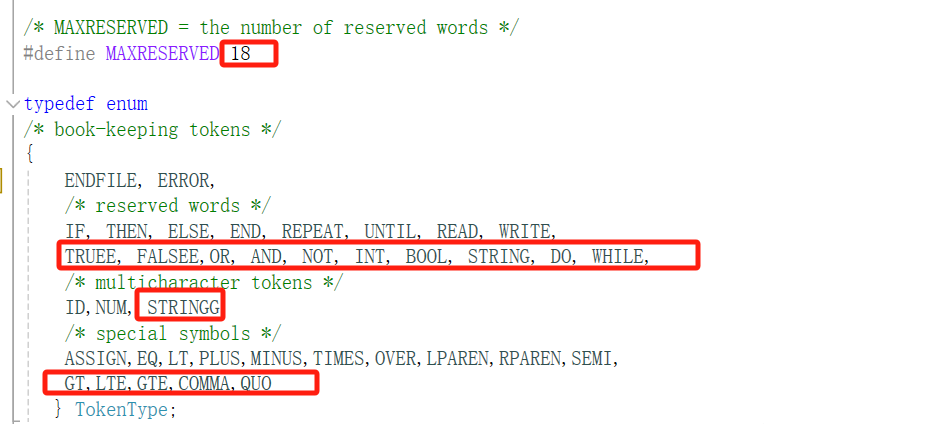 /* MAXRESERVED = the number of reserved words */
#define MAXRESERVED 18
typedef enum
/* book-keeping tokens */
{
ENDFILE, ERROR,
/* reserved words */
IF, THEN, ELSE, END, REPEAT, UNTIL, READ, WRITE,
TRUEE, FALSEE,OR, AND, NOT, INT, BOOL, STRING, DO, WHILE,
/* multicharacter tokens */
ID,NUM, STRINGG
/* special symbols */
ASSIGN,EQ,LT,PLUS,MINUS,TIMES,OVER,LPAREN,RPAREN,SEMI,
GT,LTE,GTE,COMMA,QUO
} TokenType;